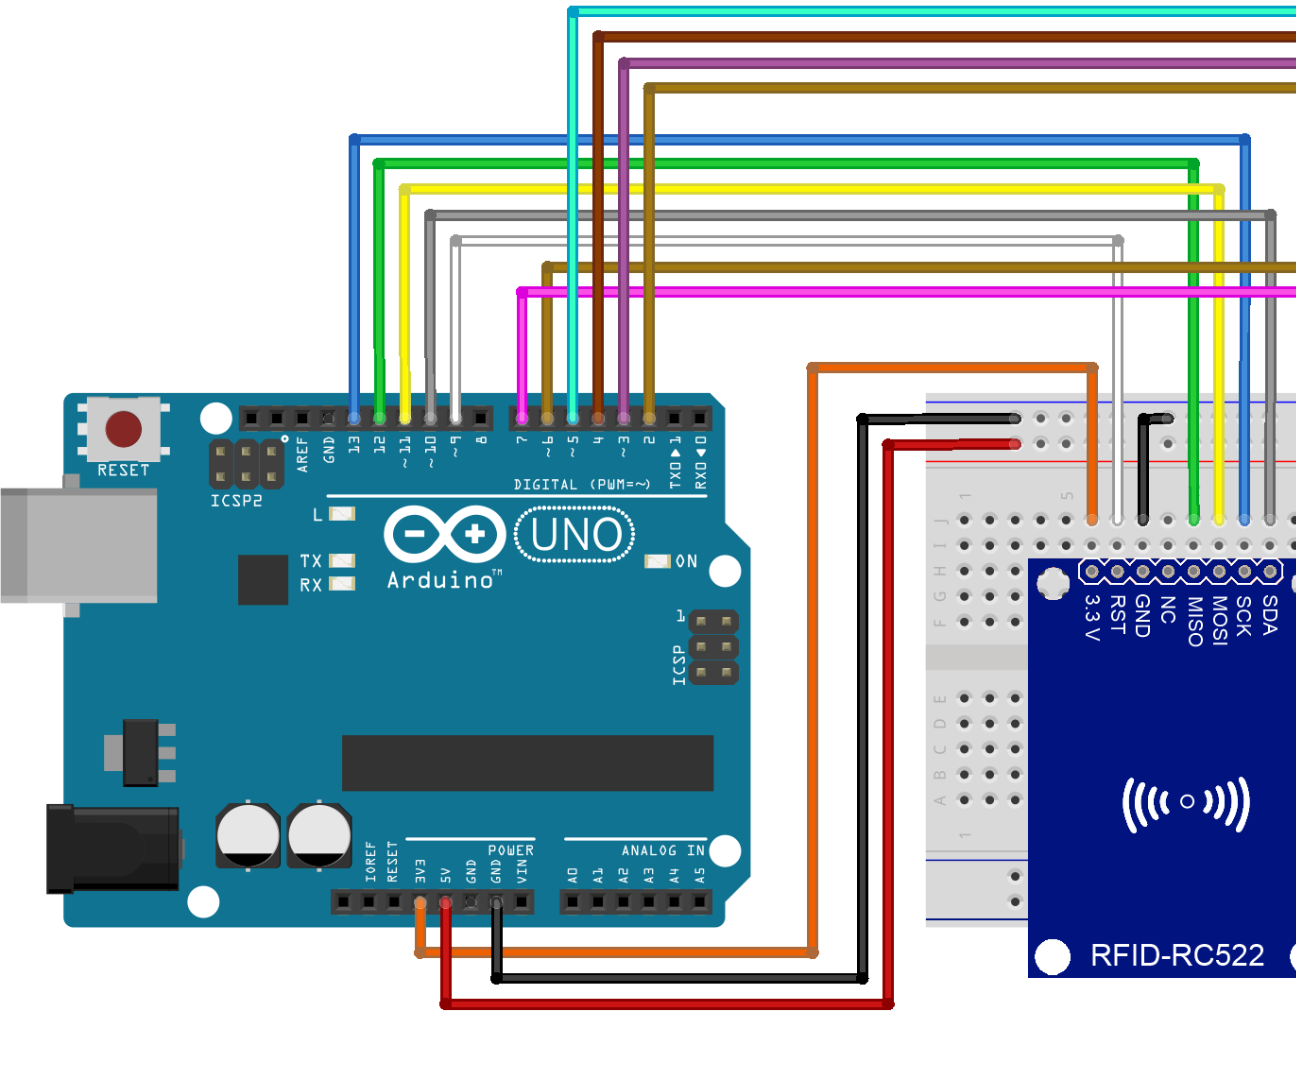 RESET
ICSP2
AREF
GND
13
12
~11
~10
~9
8
7
~6
~5
4
~3
2
TX0▶1
RX0◀0
DIGITAL (PWM=~)
L
TX
RX
UNO
Arduino™
ON
1
ICSP
IOREF
RESET
3V3
5V
GND
GND
VIN
POWER
ANALOG IN
A0
A1
A2
A3
A4
A5
1
5
J
I
H
G
F
E
D
C
B
A
1
3.3 V
RST
GND
NC
MISO
MOSI
SCK
SDA
RFID-RC522